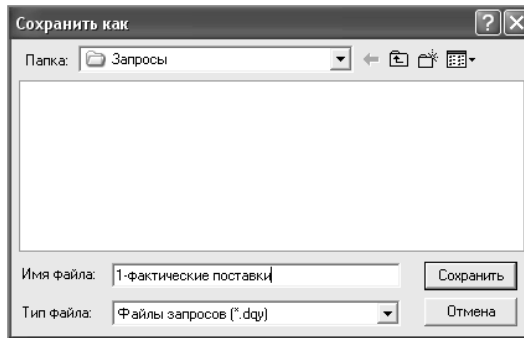 Сохранить как
Папка: Запросы
Имя файла: 1-фактические поставки Сохранить
Тип файла: Файлы запросов (*.dqy) Отмена